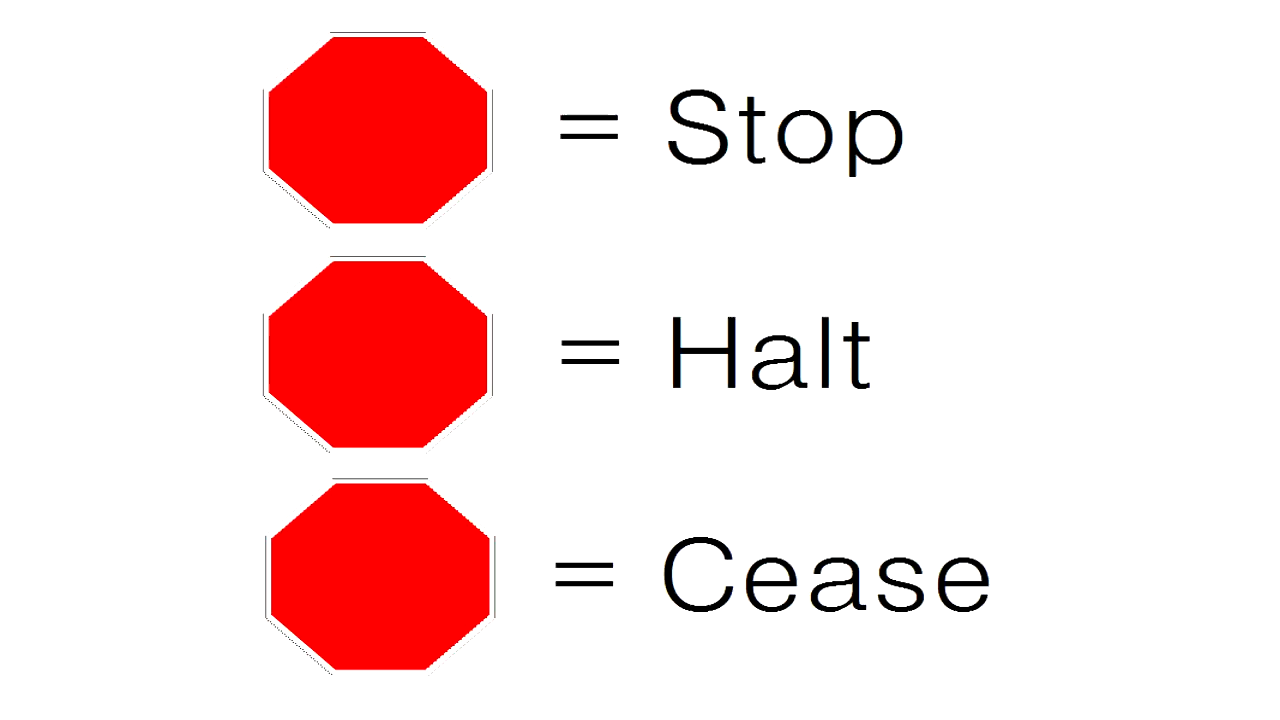 = Stop
= Halt
= Cease